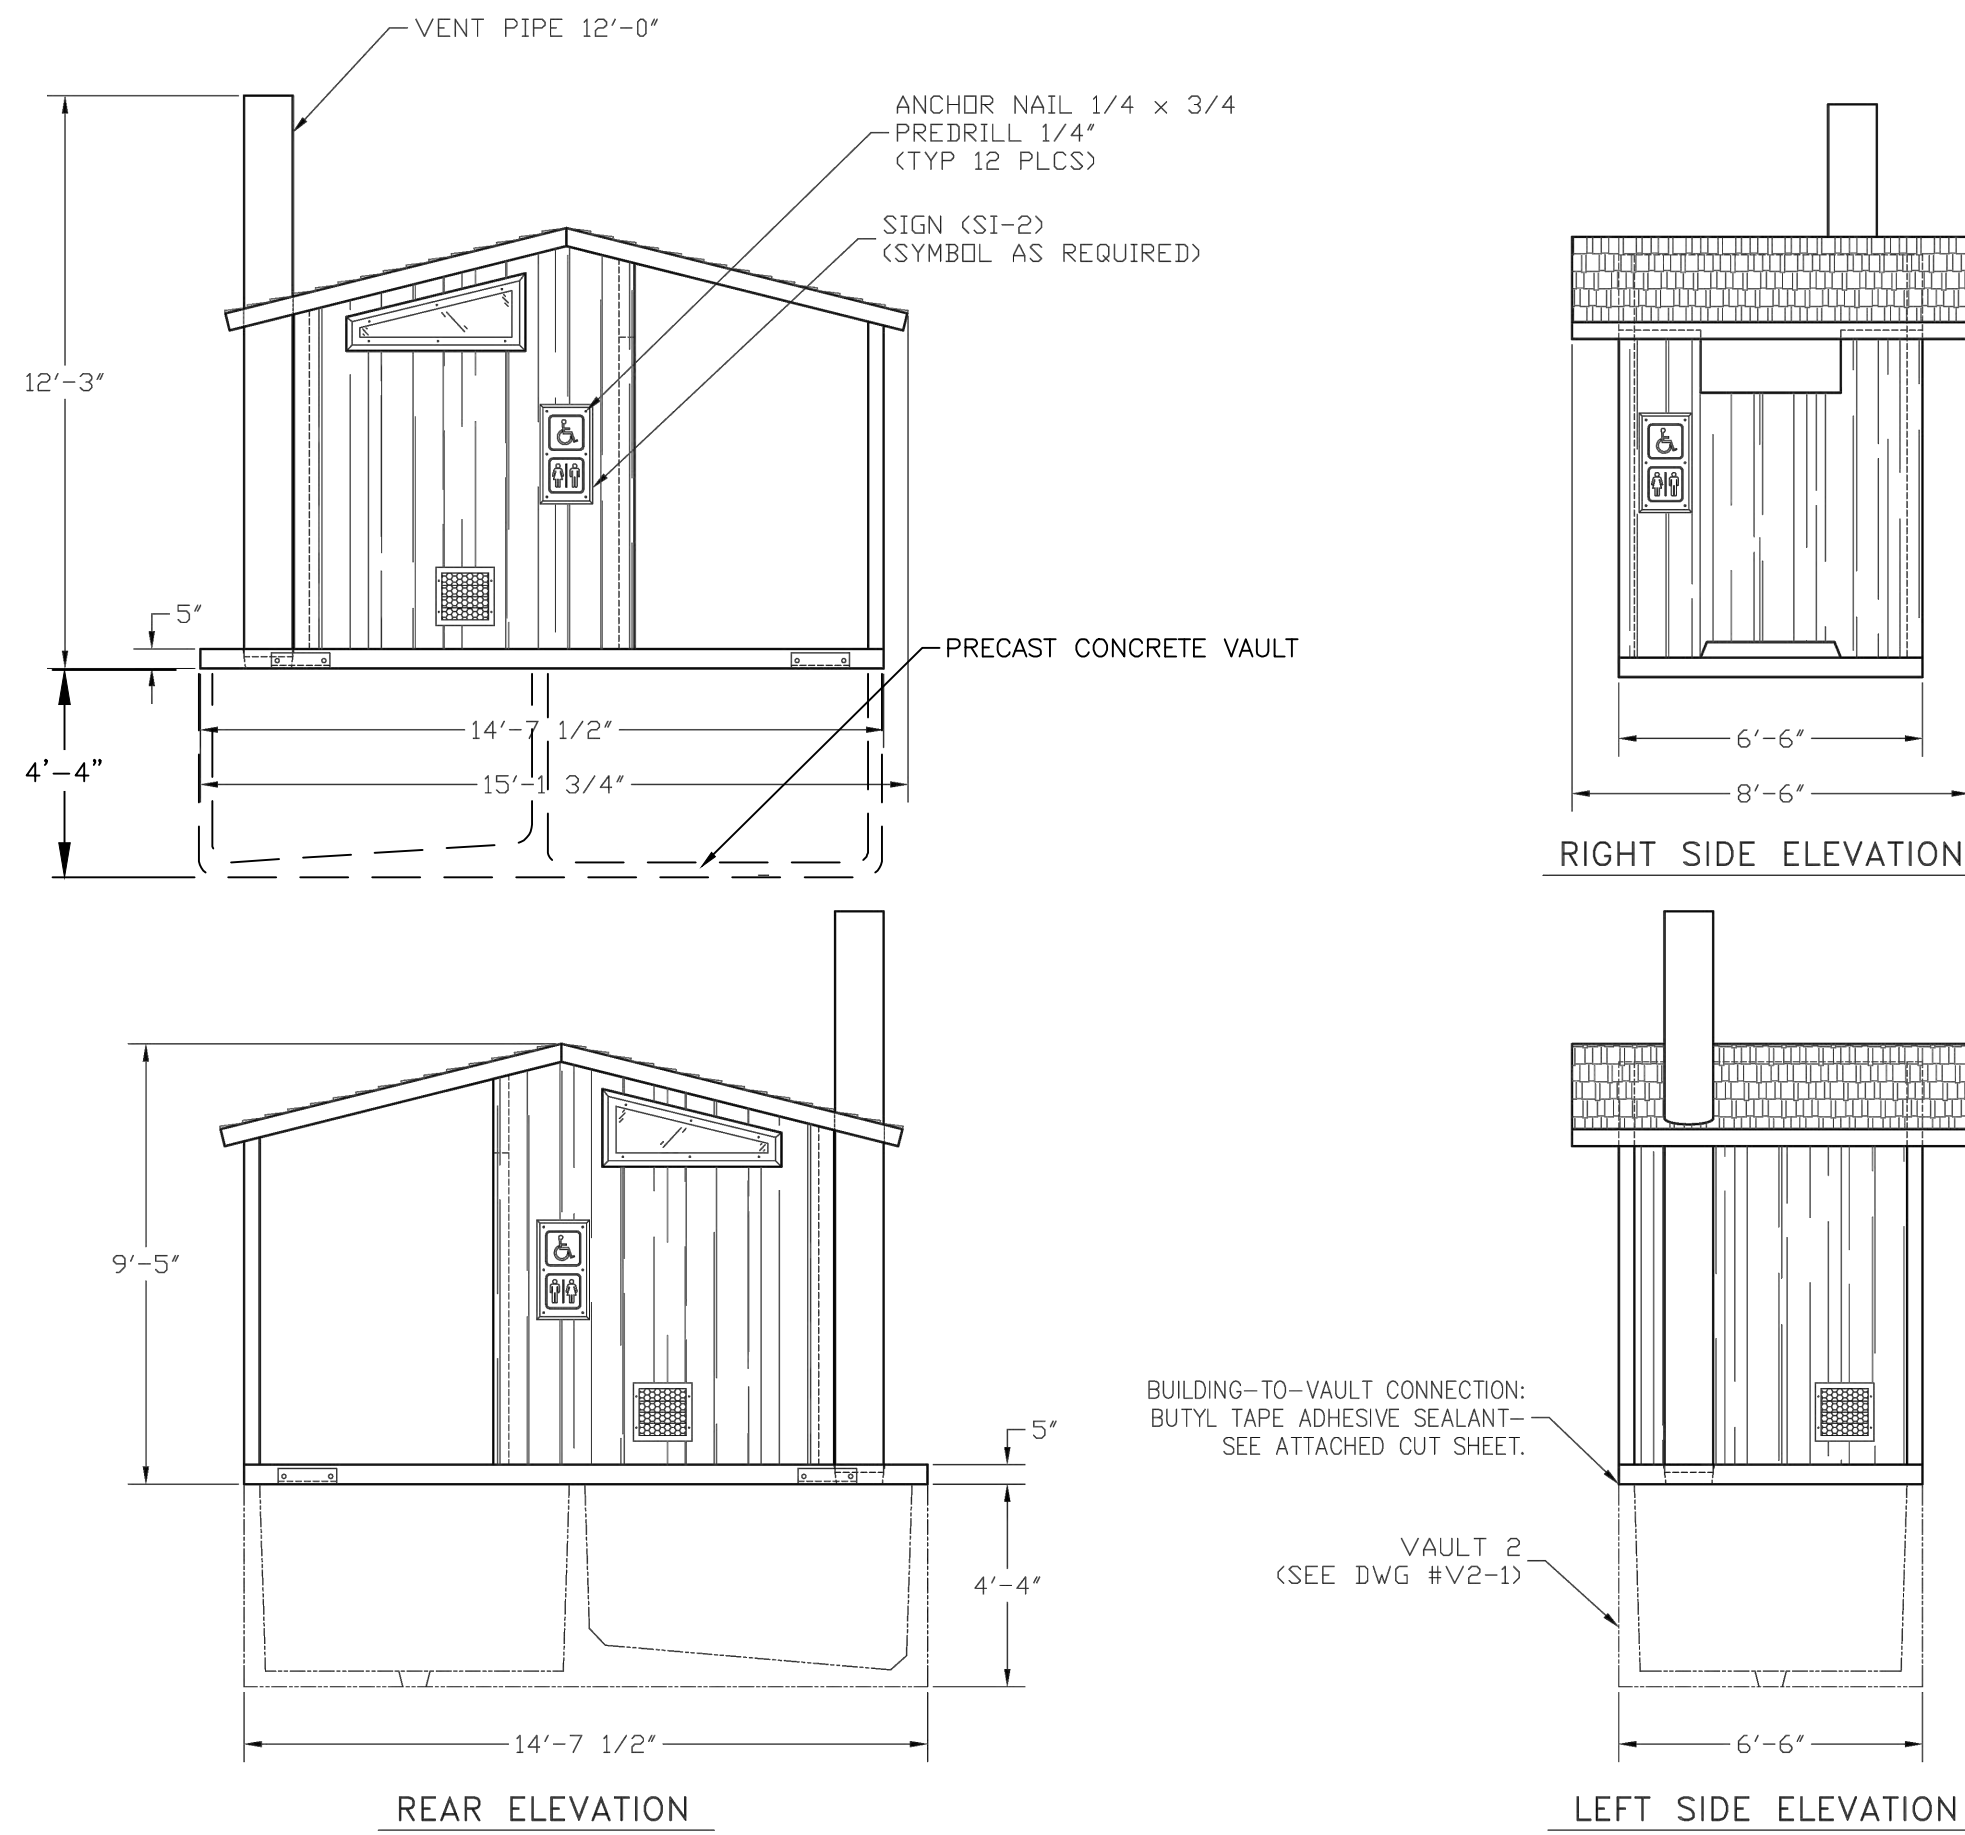 VENT PIPE 12'-0"
ANCHOR NAIL 1/4 x 3/4
PREDRILL 1/4"
(TYP 12 PLCS)
SIGN (SI-2)
(SYMBOL AS REQUIRED)
12'-3"
5"
PRECAST CONCRETE VAULT
14'-7 1/2"
4'-4"
15'-1 3/4"
6'-6"
8'-6"
RIGHT SIDE ELEVATION
9'-5"
5"
4'-4"
14'-7 1/2"
REAR ELEVATION
BUILDING-TO-VAULT CONNECTION:
BUTYL TAPE ADHESIVE SEALANT-
SEE ATTACHED CUT SHEET.
VAULT 2
(SEE DWG #V2-1)
6'-6"
LEFT SIDE ELEVATION